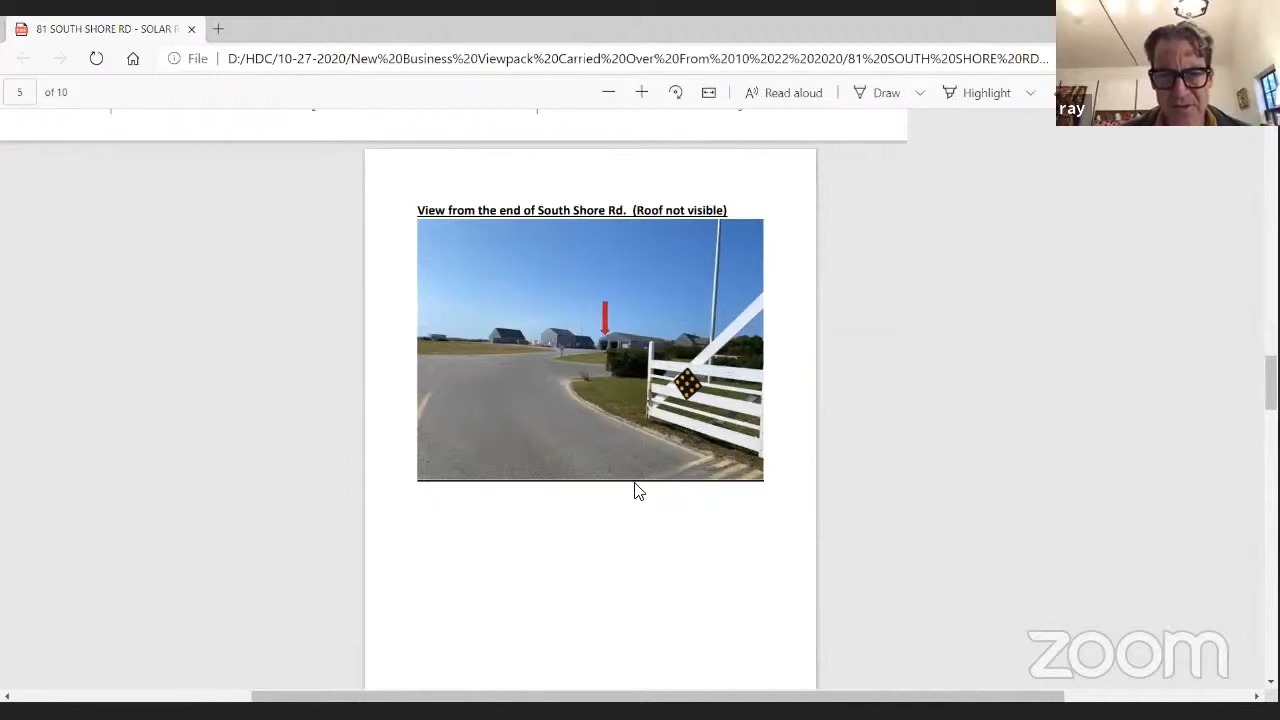 81 SOUTH SHORE RD - SOLAR
File
D:/HDC/10-27-2020/New%20Business%20Viewpack%20Carried%20Over%20From%2010%2022%202020/81%20SOUTH%20SHORE%20RD...
5 of 10
Read aloud
Draw
Highlight
ray
View from the end of South Shore Rd. (Roof not visible)
zoom